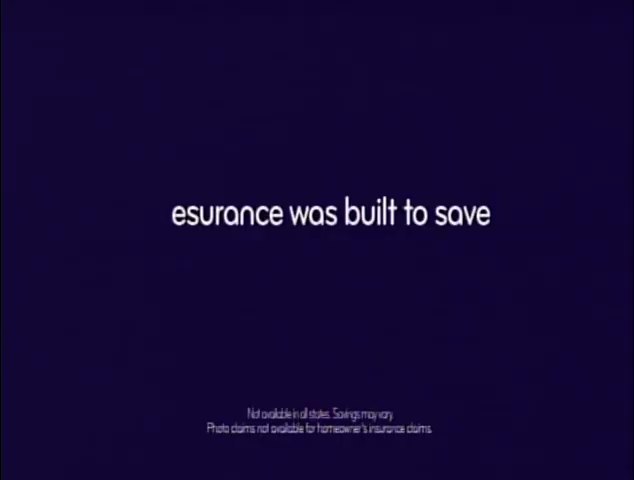 esurance was built to save
Not available in all states. Savings may vary.
Photo claims not available for homeowner's insurance claims.